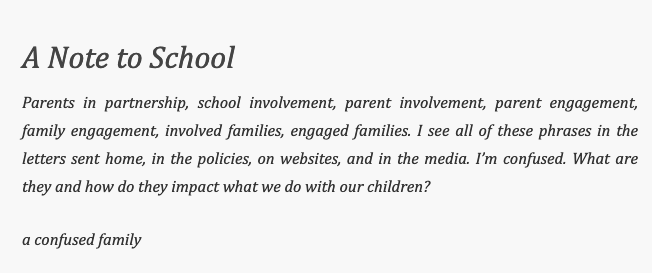 A Note to School
Parents in partnership, school involvement, parent involvement, parent engagement,
family engagement, involved families, engaged families. I see all of these phrases in the
letters sent home, in the policies, on websites, and in the media. I’m confused. What are
they and how do they impact what we do with our children?
a confused family